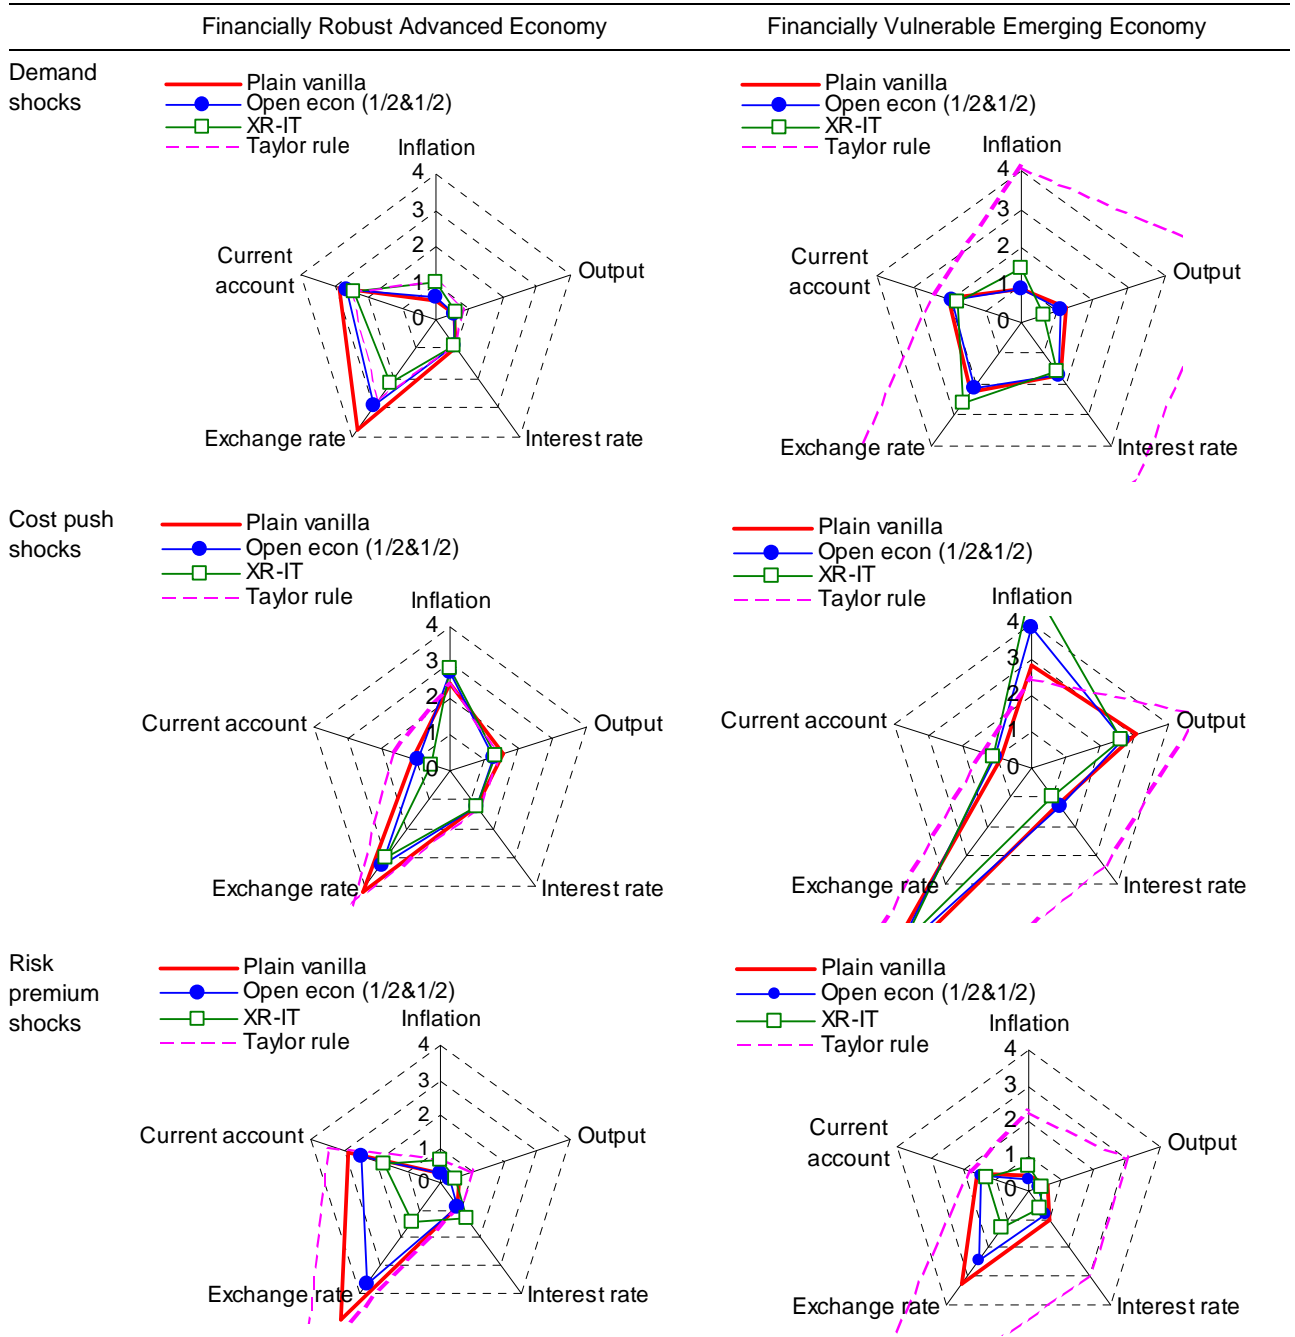 Financially Robust Advanced Economy
Financially Vulnerable Emerging Economy
Demand
shocks
Plain vanilla
Open econ (1/2&1/2)
XR-IT
Taylor rule
Inflation
4
3
2
1
0
Output
Interest rate
Exchange rate
Current
account
Plain vanilla
Open econ (1/2&1/2)
XR-IT
Taylor rule
Inflation
4
3
2
1
0
Output
Interest rate
Exchange rate
Current
account
Cost push
shocks
Plain vanilla
Open econ (1/2&1/2)
XR-IT
Taylor rule
Inflation
4
3
2
1
0
Output
Interest rate
Exchange rate
Current account
Plain vanilla
Open econ (1/2&1/2)
XR-IT
Taylor rule
Inflation
4
3
2
1
0
Output
Interest rate
Exchange rate
Current account
Risk
premium
shocks
Plain vanilla
Open econ (1/2&1/2)
XR-IT
Taylor rule
Inflation
4
3
2
1
0
Output
Interest rate
Exchange rate
Current account
Plain vanilla
Open econ (1/2&1/2)
XR-IT
Taylor rule
Inflation
4
3
2
1
0
Output
Interest rate
Exchange rate
Current
account